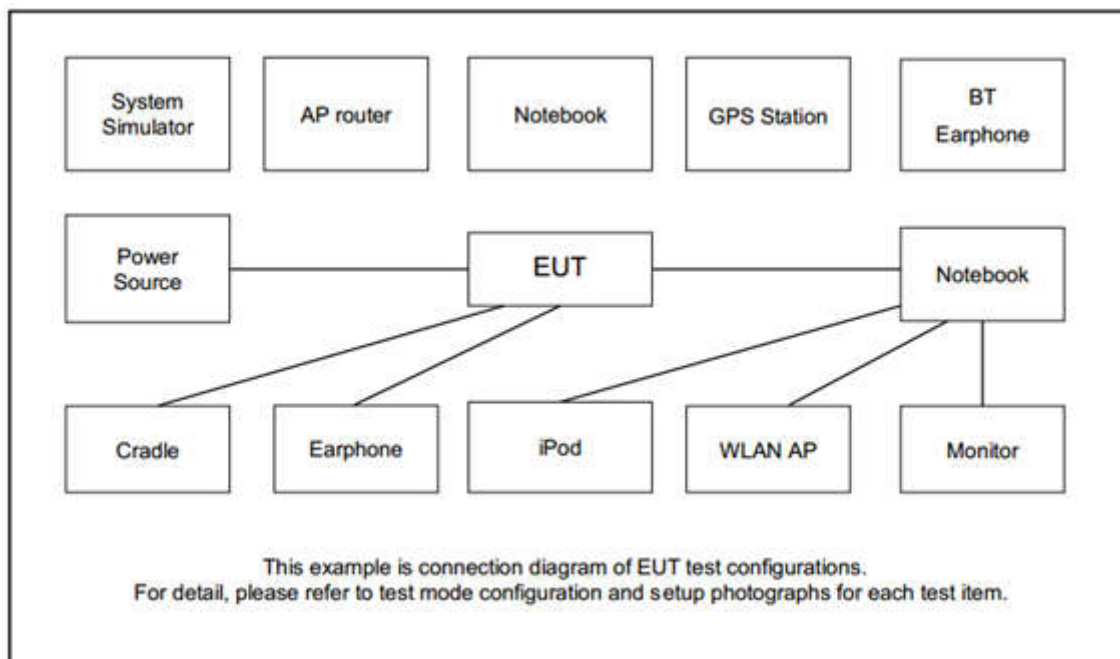 System
Simulator
AP router
Notebook
GPS Station
BT
Earphone
Power
Source
EUT
Notebook
Cradle
Earphone
iPod
WLAN AP
Monitor
This example is connection diagram of EUT test configurations.
For detail, please refer to test mode configuration and setup photographs for each test item.